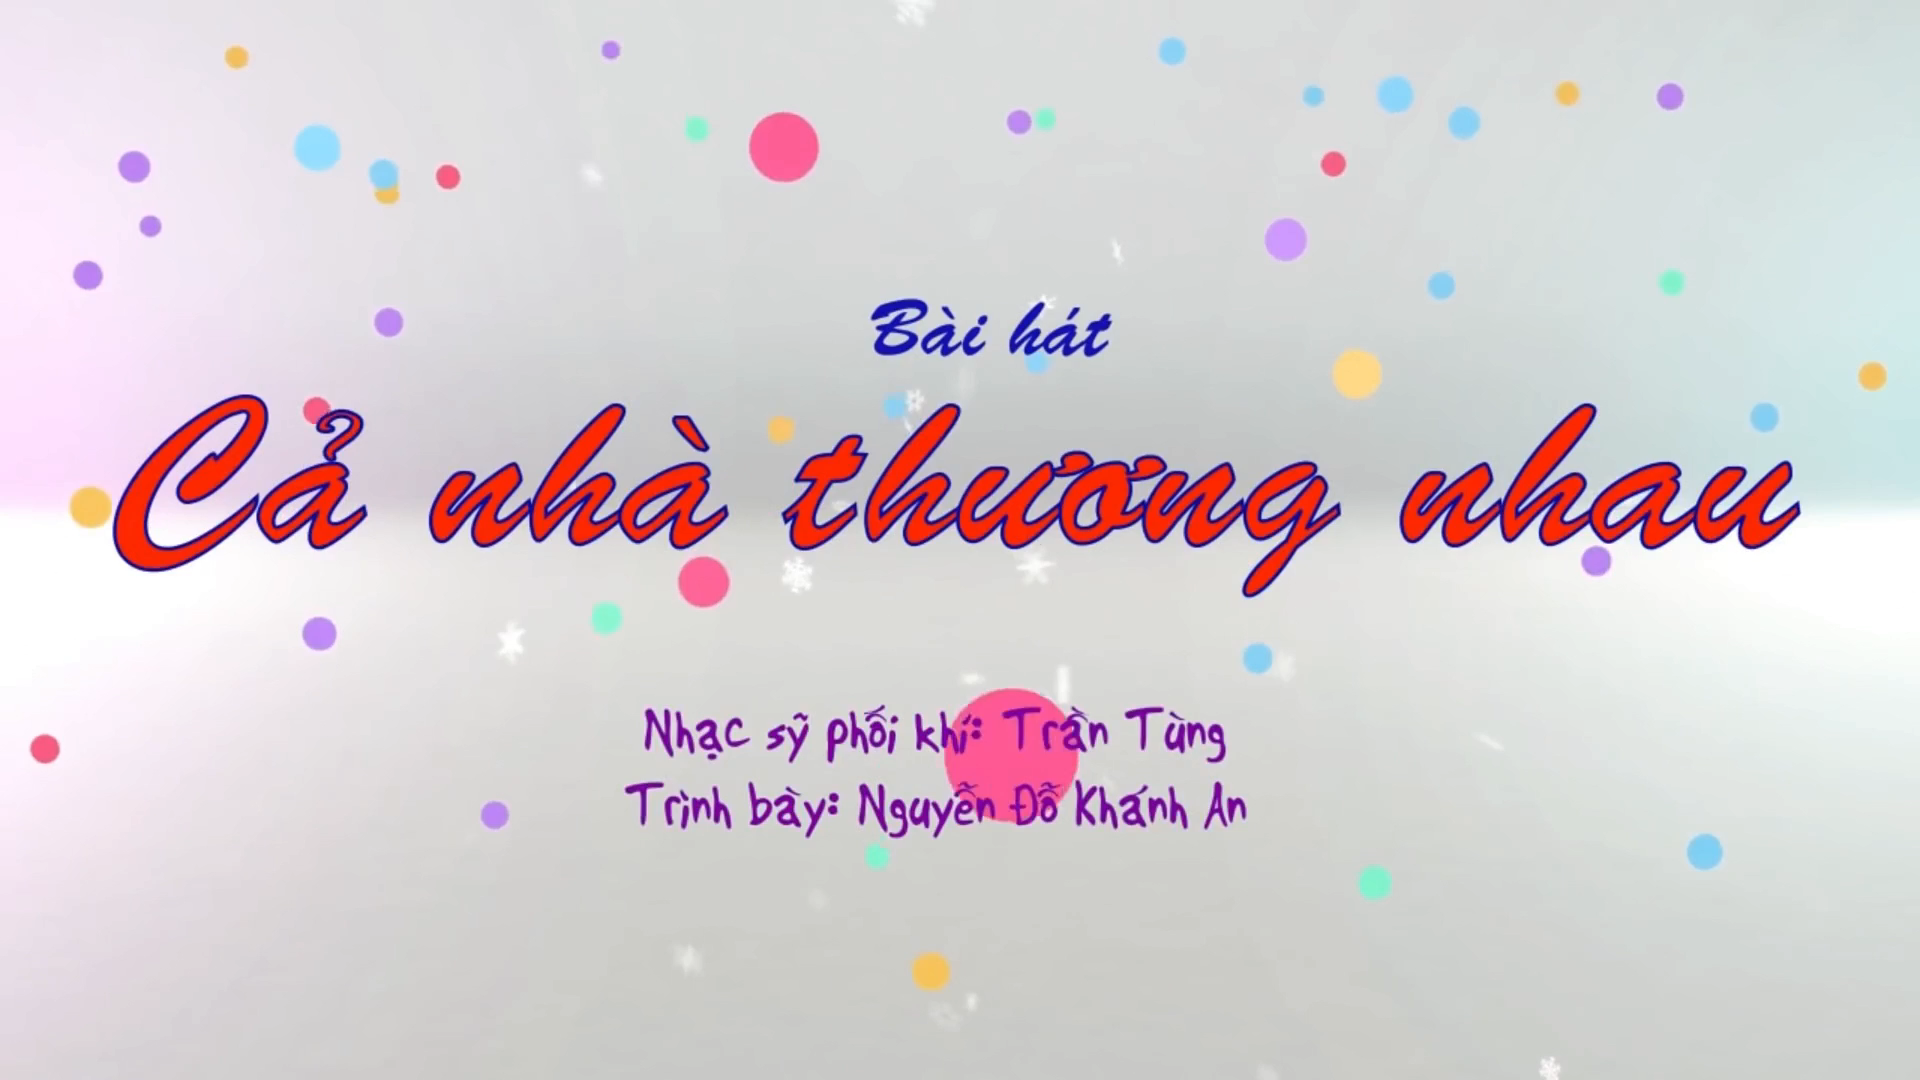 Bài hát
Cả nhà thương nhau
Nhạc sỹ phối khí: Trần Tùng
Trình bày: Nguyễn Đỗ Khánh An